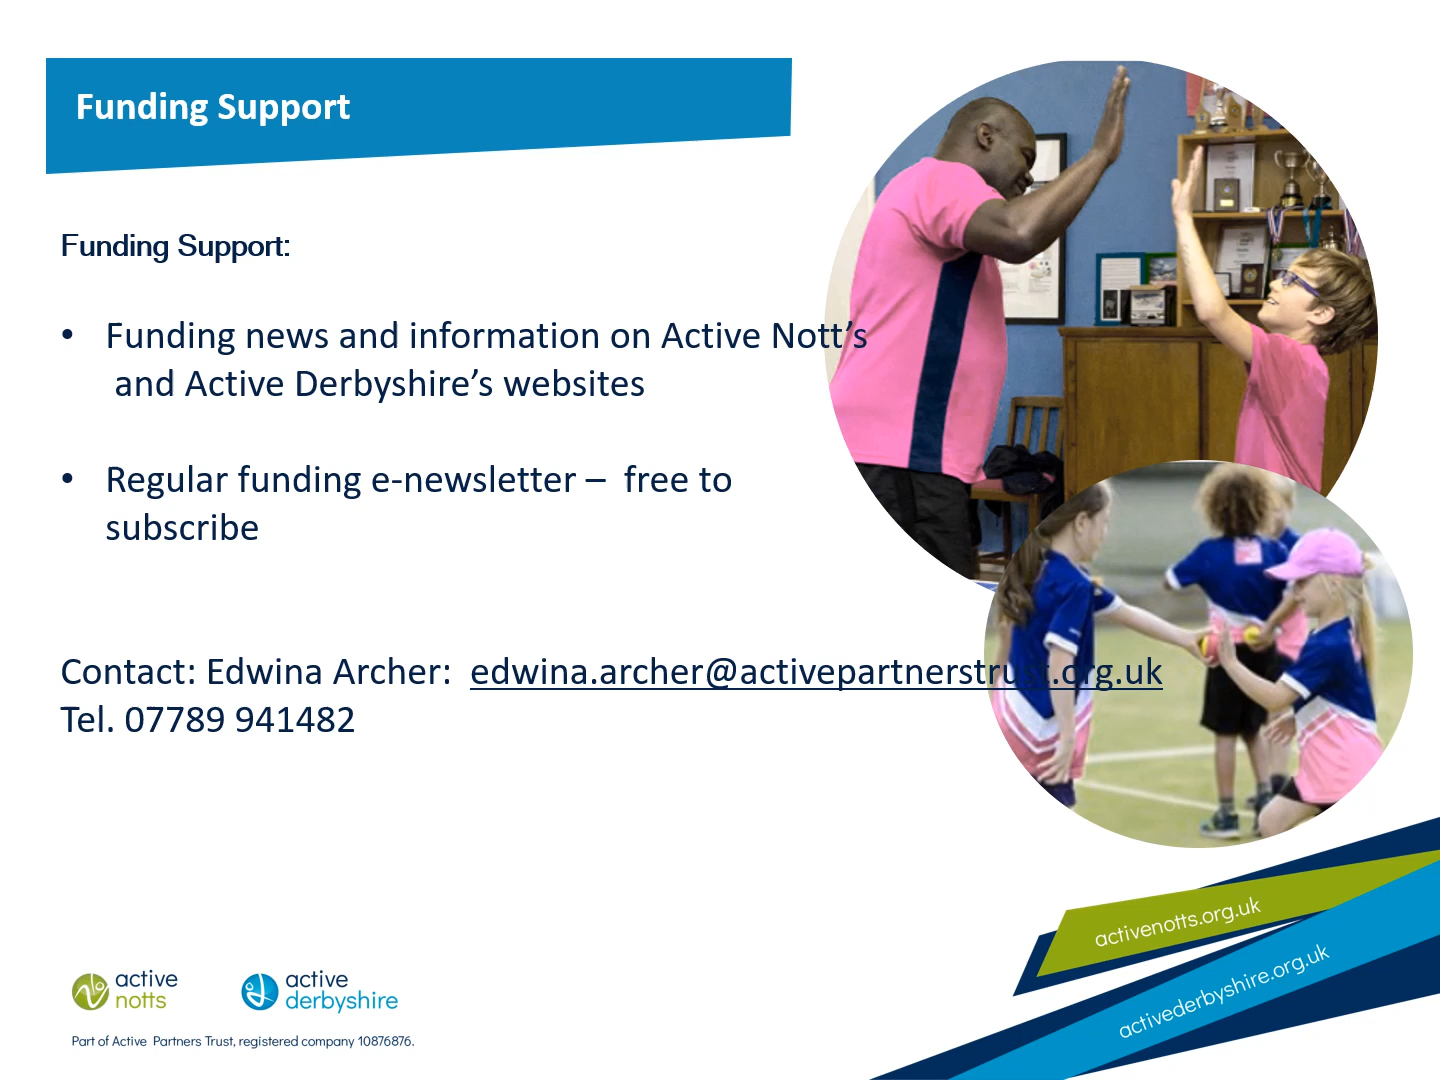 Funding Support
Funding Support:
• Funding news and information on Active Nott’s
and Active Derbyshire’s websites
• Regular funding e-newsletter – free to
subscribe
Contact: Edwina Archer: edwina.archer@activepartnerstrust.org.uk
Tel. 07789 941482
activenotts.org.uk
activederbyshire.org.uk
active
notts
active
derbyshire
Part of Active Partners Trust, registered company 10876876.